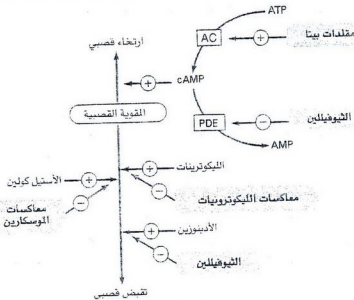 ATP
ارتخاء قصبي
AC
+
مقلدات بيتا
+
cAMP
المقوية القصبية
PDE
−
الثيوفيللين
AMP
الليكوترينات
+
الأستيل كولين
+
−
معاكسات الليكوترونيات
معاكسات
الموسكارين
−
الأدينوزين
+
−
الثيوفيللين
تقبض قصبي